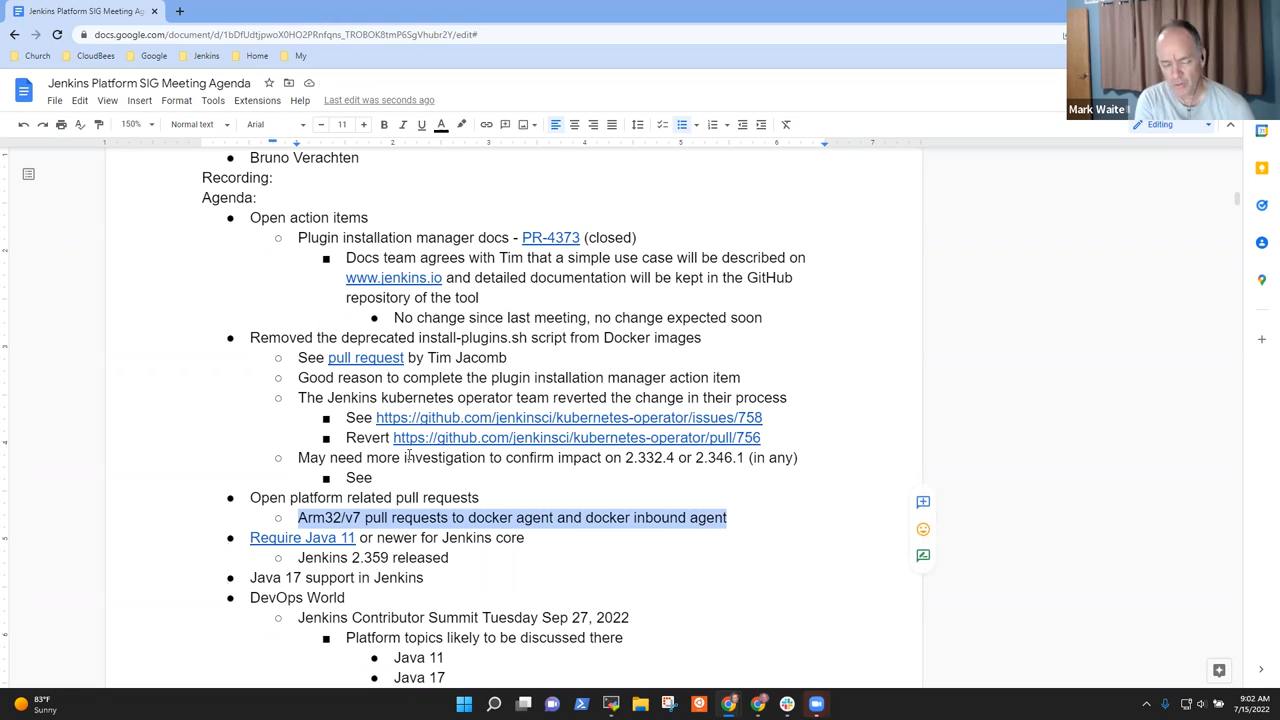 Jenkins Platform SIG Meeting Ag
docs.google.com/document/d/1bDfUdtjpwoX0HO2PRnfqns_TROBOK8tmP6SgVhubr2Y/edit#
Church
CloudBees
Google
Jenkins
Home
My
Jenkins Platform SIG Meeting Agenda
File Edit View Insert Format Tools Extensions Help Last edit was seconds ago
150% Normal text Arial 11 Editing
Mark Waite
1 2 3 4 5 6 7
Bruno Verachten
Recording:
Agenda:
● Open action items
○ Plugin installation manager docs - PR-4373 (closed)
■ Docs team agrees with Tim that a simple use case will be described on
www.jenkins.io and detailed documentation will be kept in the GitHub
repository of the tool
● No change since last meeting, no change expected soon
● Removed the deprecated install-plugins.sh script from Docker images
○ See pull request by Tim Jacomb
○ Good reason to complete the plugin installation manager action item
○ The Jenkins kubernetes operator team reverted the change in their process
■ See https://github.com/jenkinsci/kubernetes-operator/issues/758
■ Revert https://github.com/jenkinsci/kubernetes-operator/pull/756
○ May need more investigation to confirm impact on 2.332.4 or 2.346.1 (in any)
■ See
● Open platform related pull requests
○ Arm32/v7 pull requests to docker agent and docker inbound agent
● Require Java 11 or newer for Jenkins core
○ Jenkins 2.359 released
● Java 17 support in Jenkins
● DevOps World
○ Jenkins Contributor Summit Tuesday Sep 27, 2022
■ Platform topics likely to be discussed there
● Java 11
● Java 17
83°F
Sunny
9:02 AM
7/15/2022